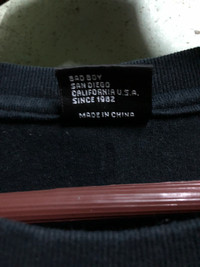 BAD BOY
SAN DIEGO
CALIFORNIA U.S.A.
SINCE 1982
MADE IN CHINA